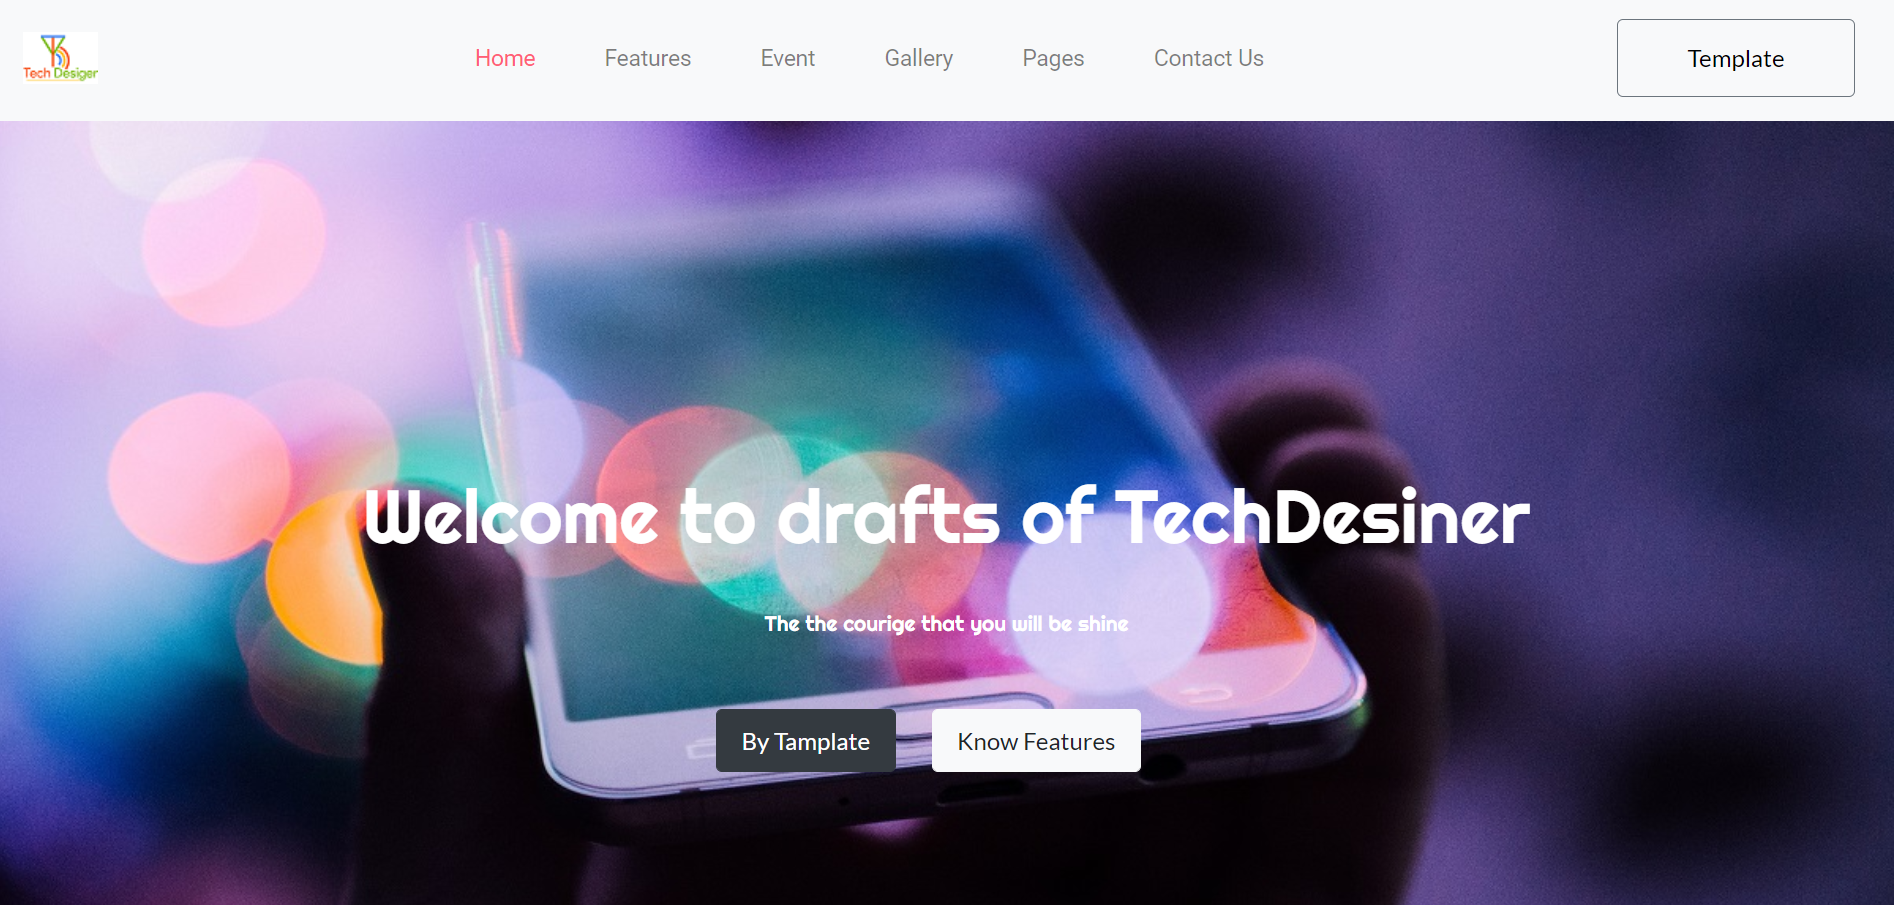 Tech Desiger
Home Features Event Gallery Pages Contact Us
Template
Welcome to drafts of TechDesiner
The the courige that you will be shine
By Tamplate
Know Features